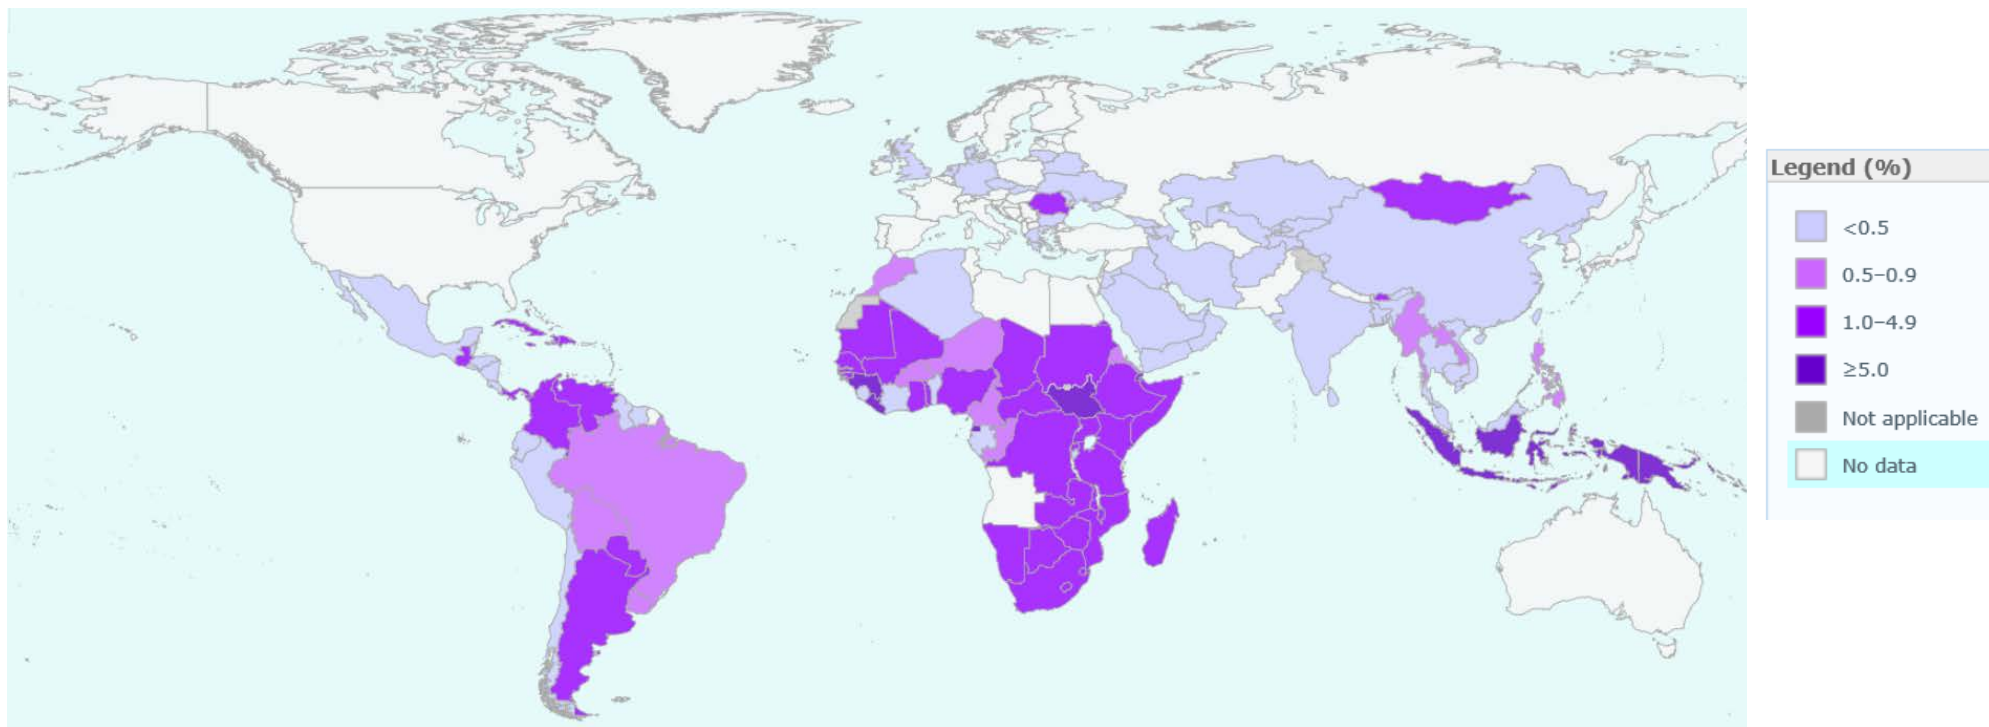 Legend (%)
<0.5
0.5–0.9
1.0–4.9
≥5.0
Not applicable
No data